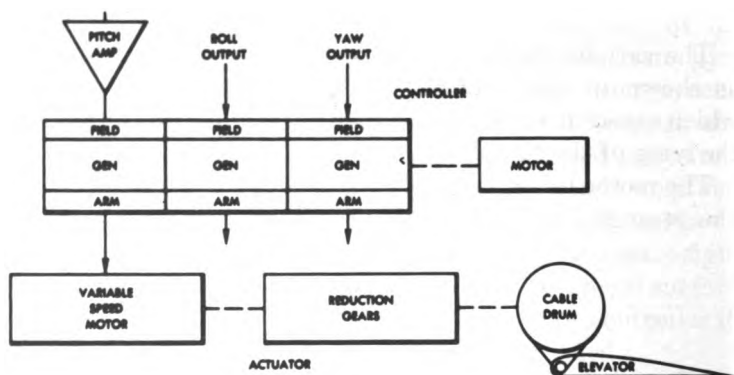 PITCH
AMP
ROLL
OUTPUT
YAW
OUTPUT
CONTROLLER
FIELD FIELD FIELD
GEN GEN GEN
MOTOR
ARM ARM ARM
VARIABLE
SPEED
MOTOR
REDUCTION
GEARS
CABLE
DRUM
ACTUATOR
ELEVATOR